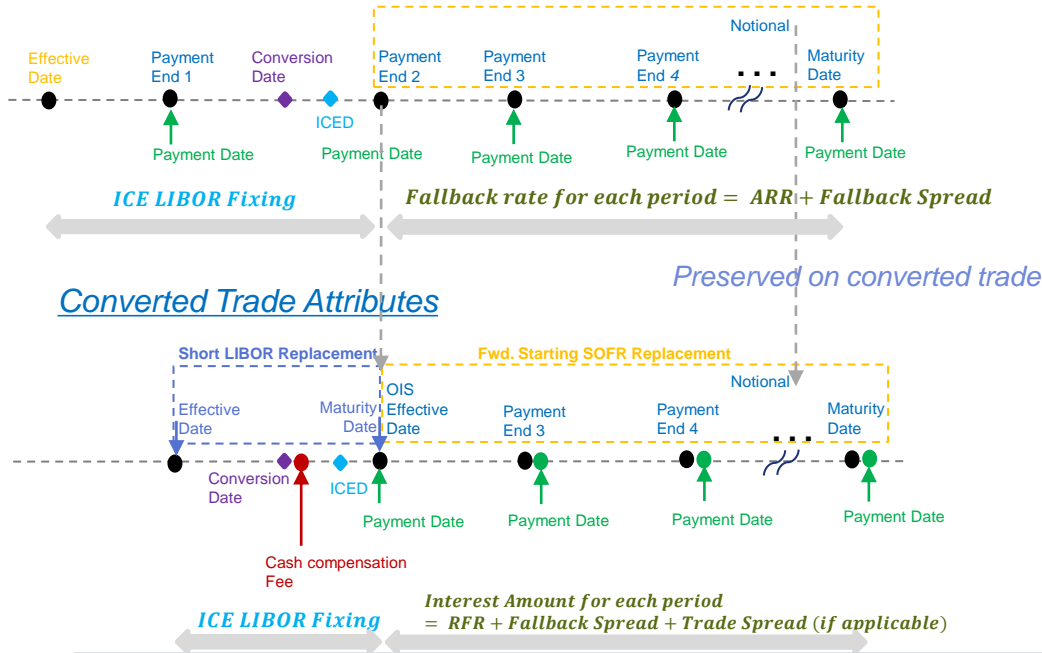 Notional
Effective
Date
Payment
End 1
Conversion
Date
Payment
End 2
Payment
End 3
Payment
End 4
...
Maturity
Date
ICED
Payment Date
Payment Date
Payment Date
Payment Date
Payment Date
ICE LIBOR Fixing
Fallback rate for each period = ARR + Fallback Spread
Preserved on converted trade
Converted Trade Attributes
Short LIBOR Replacement
Fwd. Starting SOFR Replacement
Notional
Effective
Date
Maturity
Date
OIS
Effective
Date
Payment
End 3
Payment
End 4
Maturity
Date
...
Conversion
Date
ICED
Payment Date
Payment Date
Payment Date
Payment Date
Cash compensation
Fee
ICE LIBOR Fixing
Interest Amount for each period
= RFR + Fallback Spread + Trade Spread (if applicable)